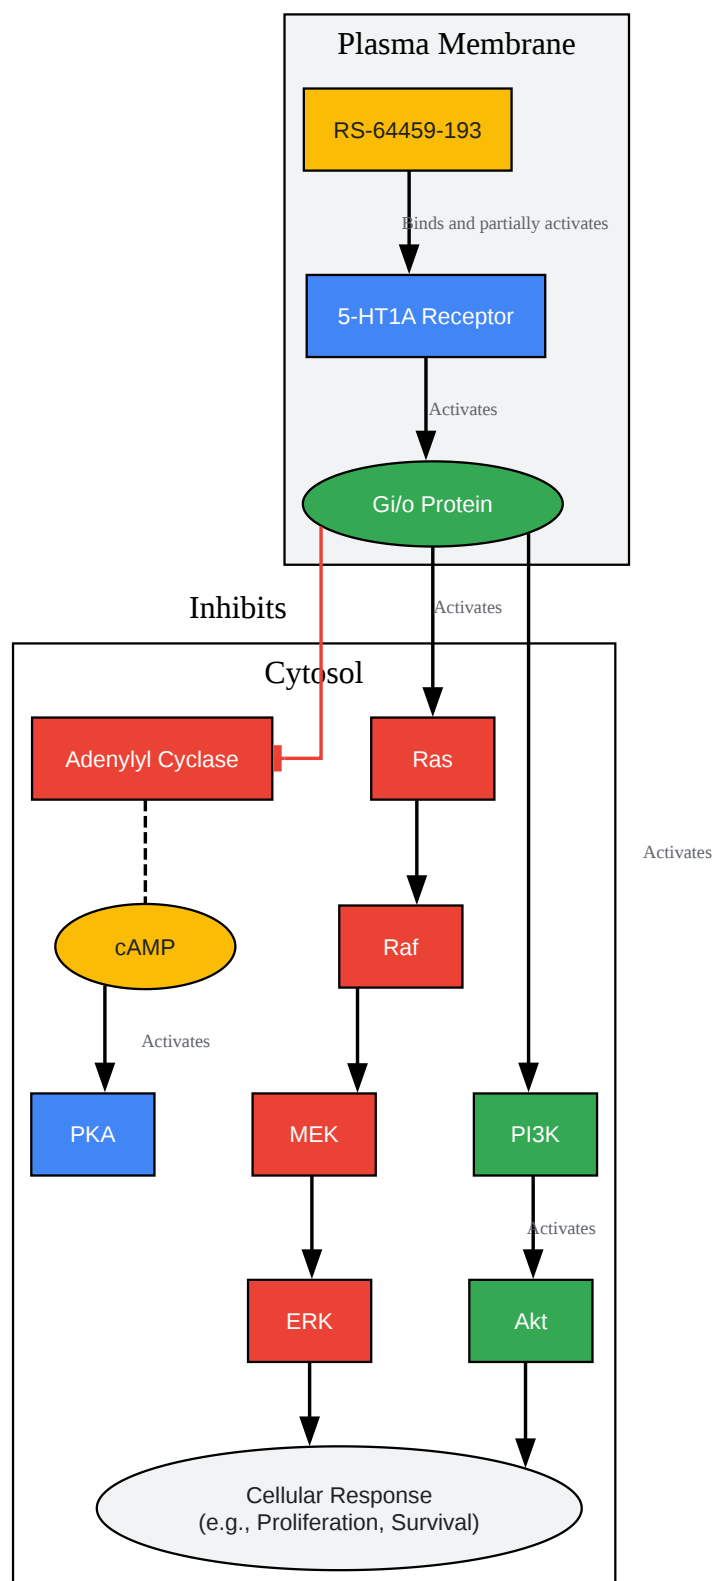 Plasma Membrane
RS-64459-193
Binds and partially activates
5-HT1A Receptor
Activates
Gi/o Protein
Inhibits
Activates
Cytosol
Adenylyl Cyclase
Ras
Activates
Raf
cAMP
Activates
PKA
MEK
PI3K
Activates
ERK
Akt
Cellular Response
(e.g., Proliferation, Survival)